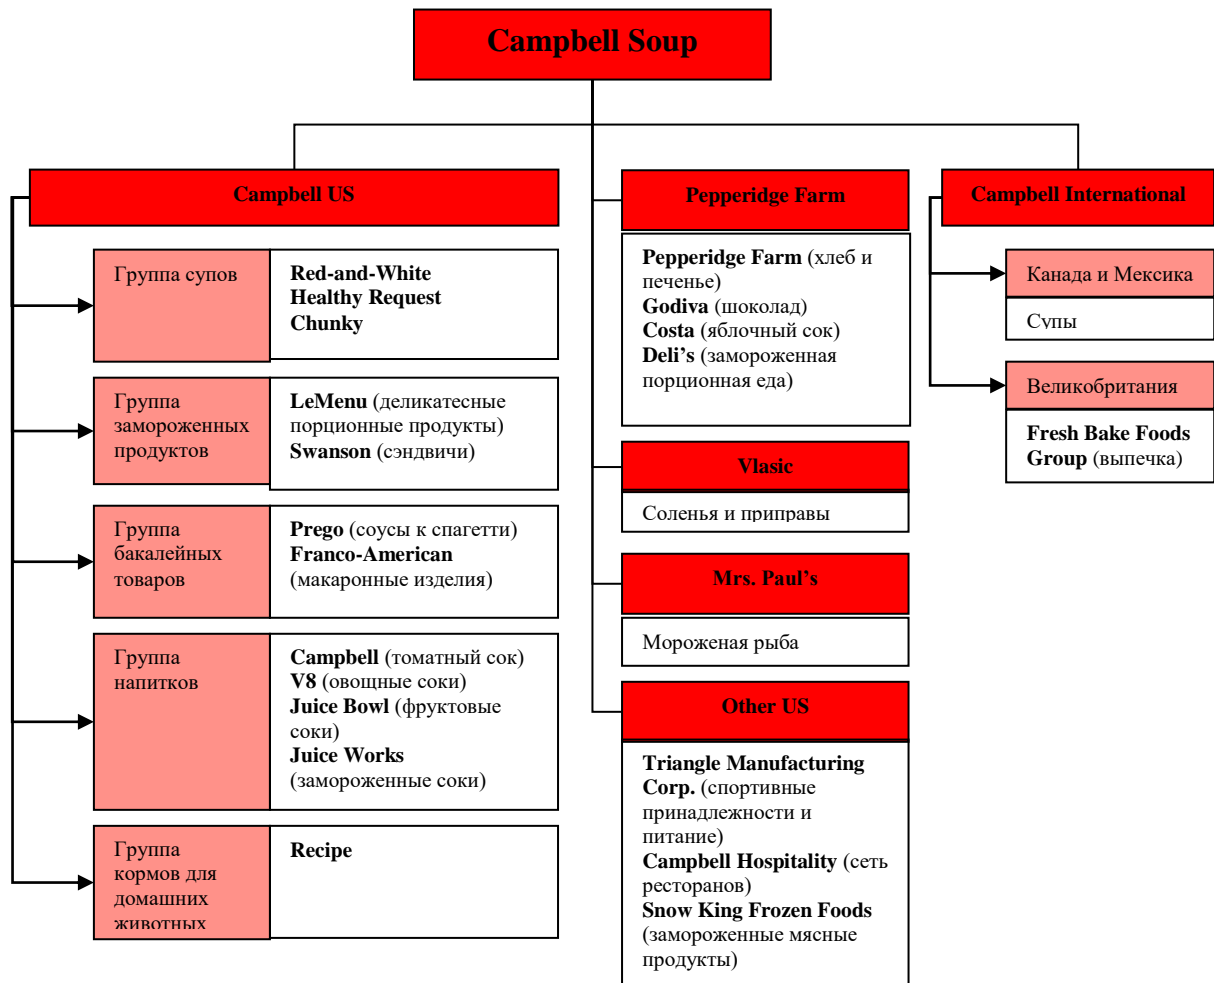 Campbell Soup
Campbell US
Группа супов
Red-and-White
Healthy Request
Chunky
Группа
замороженных
продуктов
LeMenu (деликатесные
порционные продукты)
Swanson (сэндвичи)
Группа
бакалейных
товаров
Prego (соусы к спагетти)
Franco-American
(макаронные изделия)
Группа
напитков
Campbell (томатный сок)
V8 (овощные соки)
Juice Bowl (фруктовые
соки)
Juice Works
(замороженные соки)
Группа
кормов для
домашних
животных
Recipe
Pepperidge Farm
Pepperidge Farm (хлеб и
печенье)
Godiva (шоколад)
Costa (яблочный сок)
Deli’s (замороженная
порционная еда)
Vlasic
Соленья и приправы
Mrs. Paul’s
Мороженая рыба
Other US
Triangle Manufacturing
Corp. (спортивные
принадлежности и
питание)
Campbell Hospitality (сеть
ресторанов)
Snow King Frozen Foods
(замороженные мясные
продукты)
Campbell International
Канада и Мексика
Супы
Великобритания
Fresh Bake Foods
Group (выпечка)